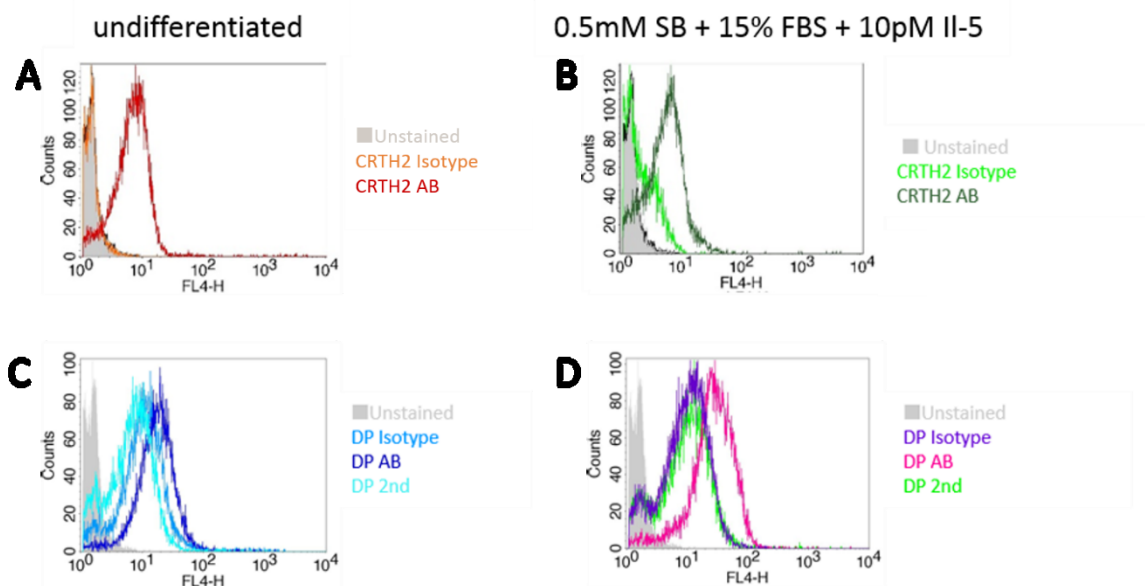 undifferentiated
0.5mM SB + 15% FBS + 10pM Il-5
A
Counts
120
100
80
60
40
20
0
10^0 10^1 10^2 10^3 10^4
FL4-H
Unstained
CRTH2 Isotype
CRTH2 AB
B
Counts
120
100
80
60
40
20
0
10^0 10^1 10^2 10^3 10^4
FL4-H
Unstained
CRTH2 Isotype
CRTH2 AB
C
Counts
100
80
60
40
20
0
10^0 10^1 10^2 10^3 10^4
FL4-H
Unstained
DP Isotype
DP AB
DP 2nd
D
Counts
100
80
60
40
20
0
10^0 10^1 10^2 10^3 10^4
FL4-H
Unstained
DP Isotype
DP AB
DP 2nd